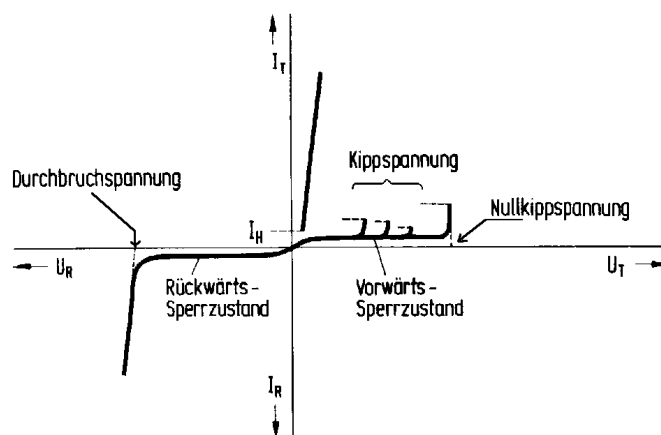 I_T
Kippspannung
Durchbruchspannung
Nullkippspannung
I_H
U_R
U_T
Rückwärts-
Sperrzustand
Vorwärts-
Sperrzustand
I_R